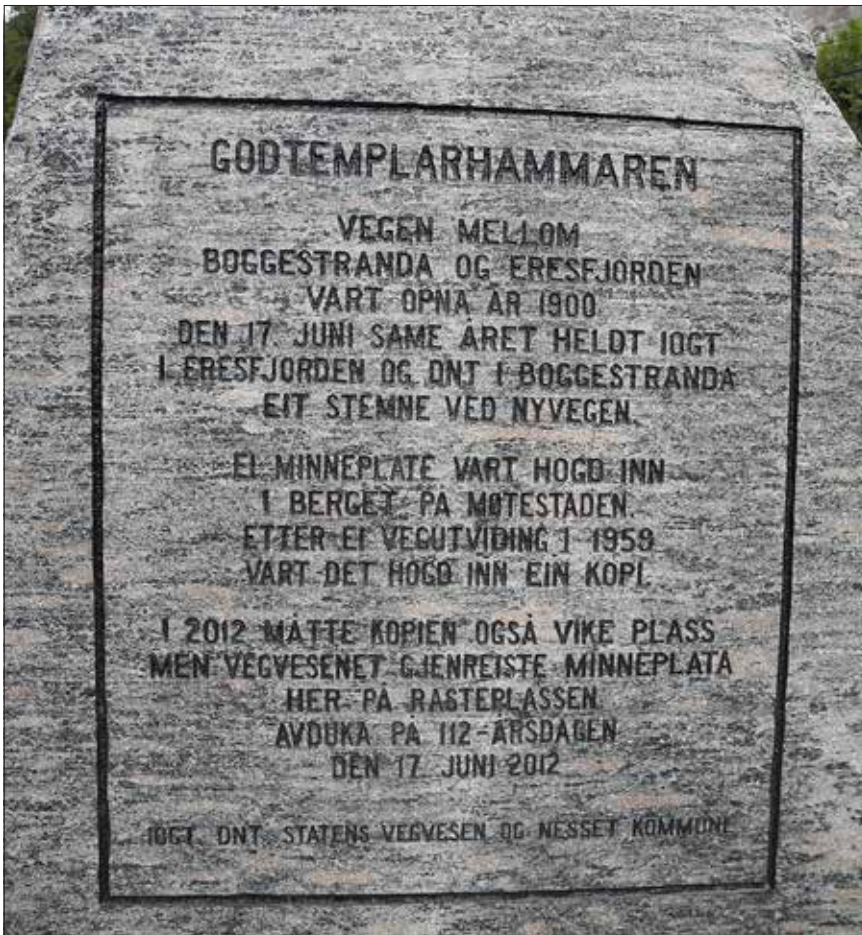 GODTEMPLARHAMMAREN
VEGEN MELLOM
BOGGESTRANDA OG ERESFJORDEN
VART OPNA ÅR 1900
DEN 17. JUNI SAME ÅRET HELDT IOGT
I ERESFJORDEN OG DNT I BOGGESTRANDA
EIT STEMNE VED NYVEGEN.
EI MINNEPLATE VART HOGD INN
I BERGET PÅ MØTESTADEN.
ETTER EI VEGUTVIDING I 1959
VART DET HOGD INN EIN KOPI.
I 2012 MÅTTE KOPIEN OGSÅ VIKE PLASS
MEN VEGVESENET GJENREISTE MINNEPLATA
HER PÅ RASTEPLASSEN
AVDUKA PÅ 112-ÅRSDAGEN
DEN 17. JUNI 2012
IOGT. DNT. STATENS VEGVESEN OG NESSET KOMMUNE